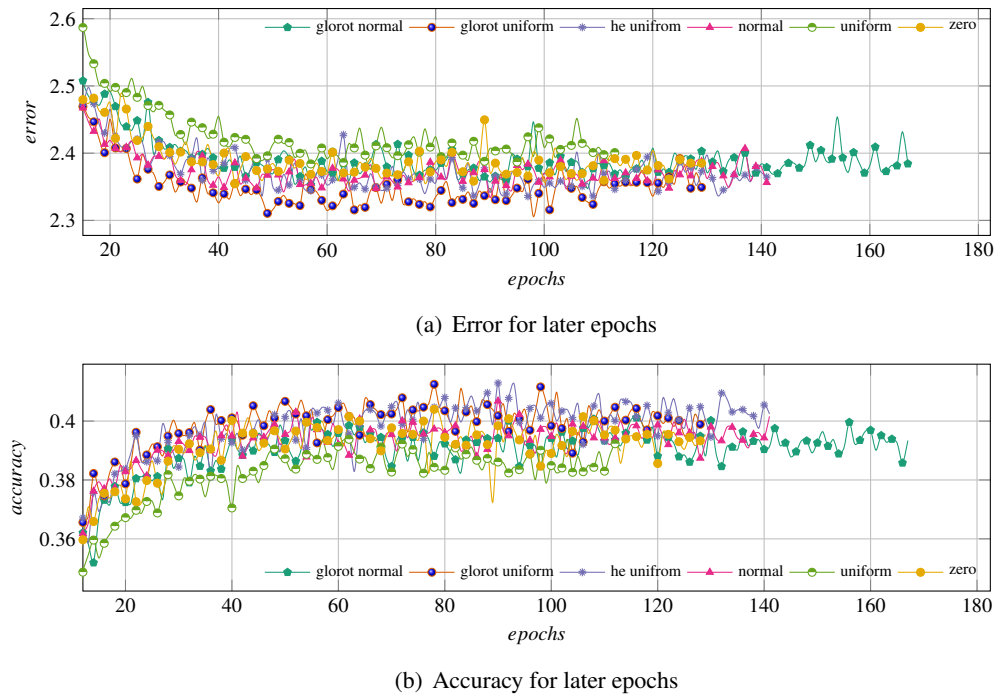 2.6
glorot normal glorot uniform he unifrom normal uniform zero
2.5
2.4
2.3
error
20 40 60 80 100 120 140 160 180
epochs
(a) Error for later epochs
0.4
0.38
0.36
accuracy
glorot normal glorot uniform he unifrom normal uniform zero
20 40 60 80 100 120 140 160 180
epochs
(b) Accuracy for later epochs